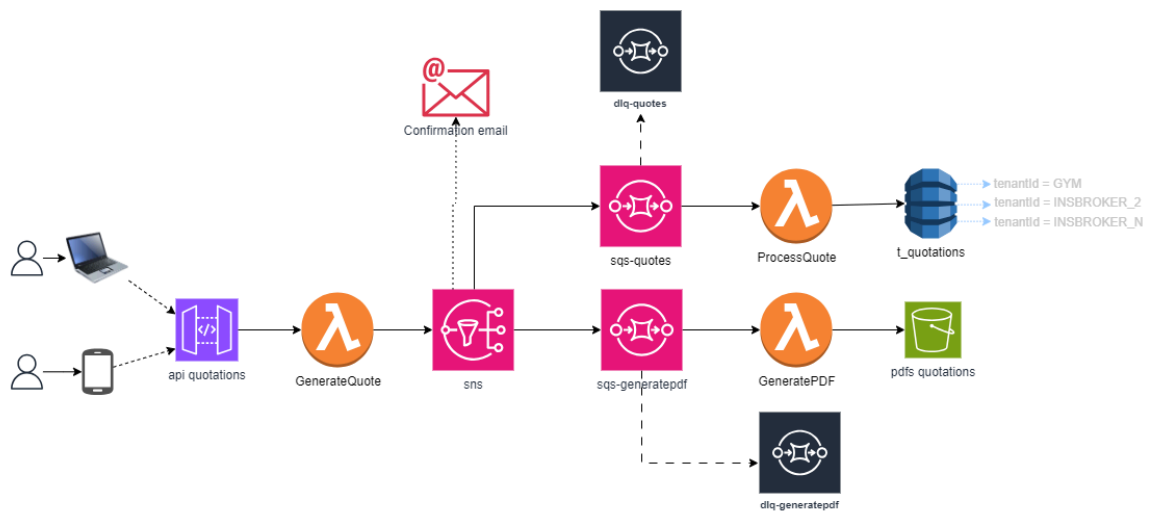 dlq-quotes
@
Confirmation email
tenantId = GYM
tenantId = INSBROKER_2
tenantId = INSBROKER_N
sqs-quotes
ProcessQuote
t_quotations
</>
api quotations
GenerateQuote
sns
sqs-generatepdf
GeneratePDF
pdfs quotations
dlq-generatepdf